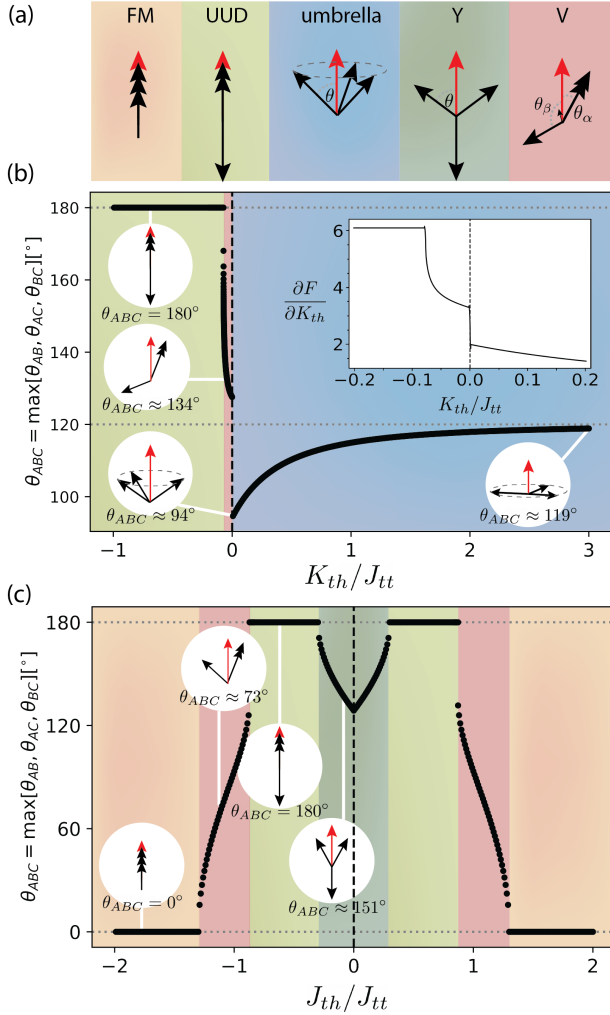 (a)
FM UUD umbrella Y V
θ θ θ_β θ_α
(b)
θ_ABC = max[θ_AB, θ_AC, θ_BC][°]
180
160
140
120
100
θ_ABC = 180°
θ_ABC ≈ 134°
θ_ABC ≈ 94°
θ_ABC ≈ 119°
∂F/∂K_th
6
4
2
−0.2 −0.1 0.0 0.1 0.2
K_th/J_tt
−1 0 1 2 3
K_th/J_tt
(c)
θ_ABC = max[θ_AB, θ_AC, θ_BC][°]
180
120
60
0
θ_ABC ≈ 73°
θ_ABC = 180°
θ_ABC ≈ 151°
θ_ABC = 0°
−2 −1 0 1 2
J_th/J_tt